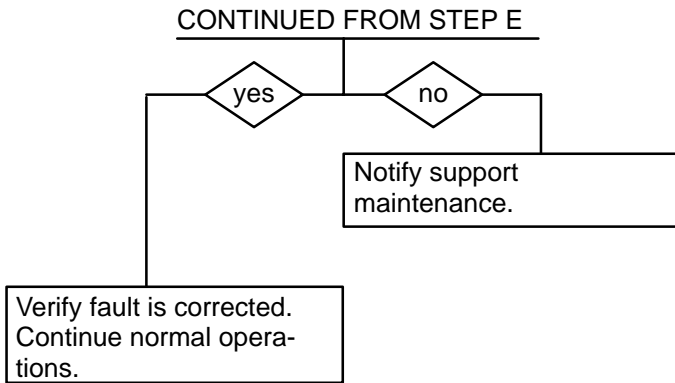 CONTINUED FROM STEP E
yes
no
Notify support
maintenance.
Verify fault is corrected.
Continue normal opera-
tions.